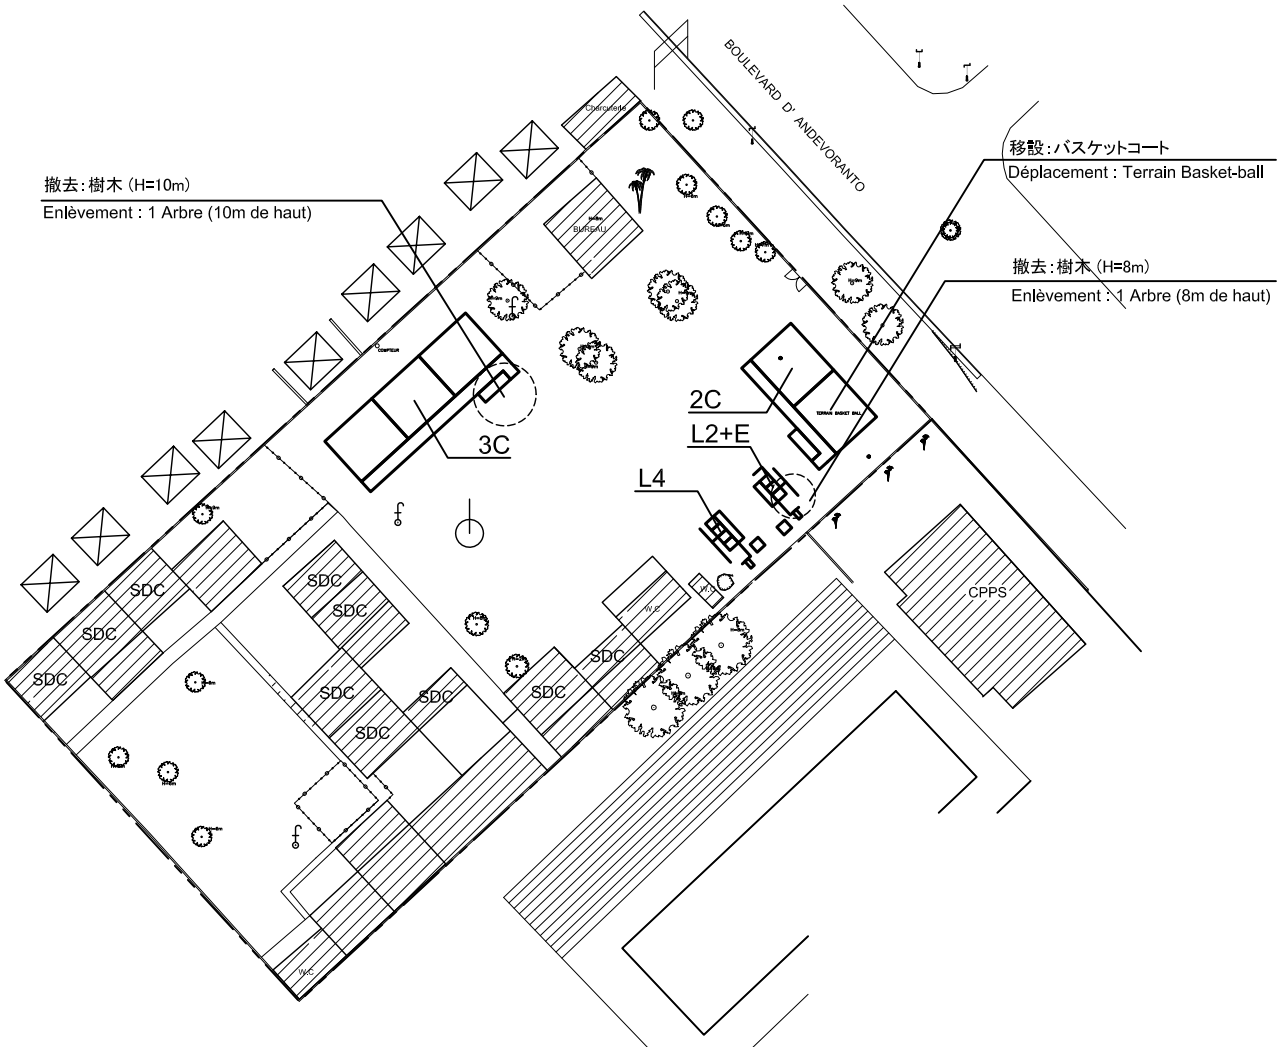 Charcuterie
BOULEVARD D' ANDEVORANTO
移設:バスケットコート
Déplacement : Terrain Basket-ball
撤去:樹木 (H=10m)
Enlèvement : 1 Arbre (10m de haut)
BUREAU
撤去:樹木 (H=8m)
Enlèvement : 1 Arbre (8m de haut)
COMPTEUR
2C
TERRAIN BASKET BALL
L2+E
3C
L4
SDC
SDC
SDC
SDC
SDC
W.C
W.C
CPPS
SDC
SDC
SDC
SDC
SDC
W.C